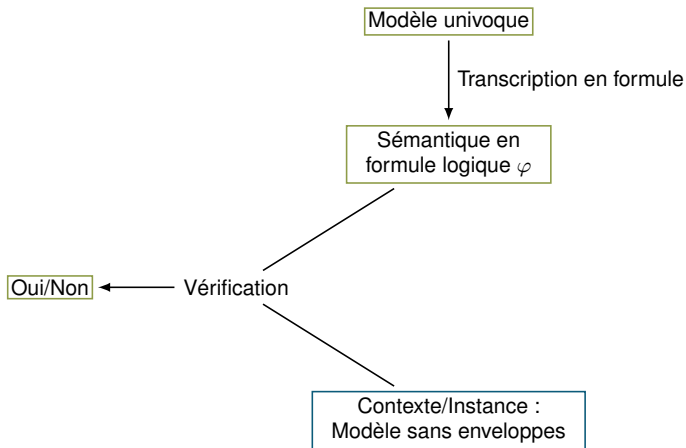 Modèle univoque
Transcription en formule
Sémantique en
formule logique φ
Oui/Non
Vérification
Contexte/Instance :
Modèle sans enveloppes